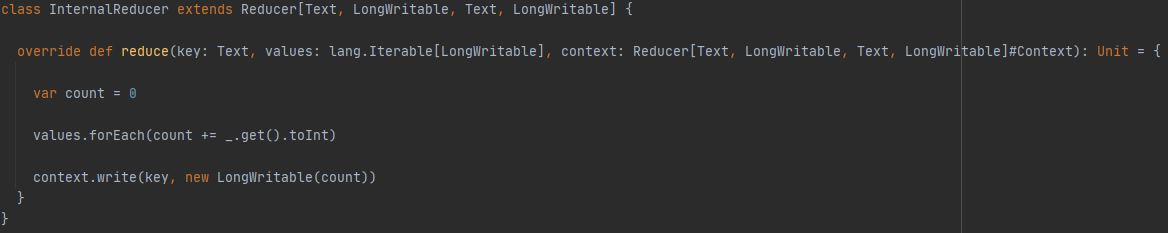 class InternalReducer extends Reducer[Text, LongWritable, Text, LongWritable] {
override def reduce(key: Text, values: lang.Iterable[LongWritable], context: Reducer[Text, LongWritable, Text, LongWritable]#Context): Unit = {
var count = 0
values.forEach(count += _.get().toInt)
context.write(key, new LongWritable(count))
}
}